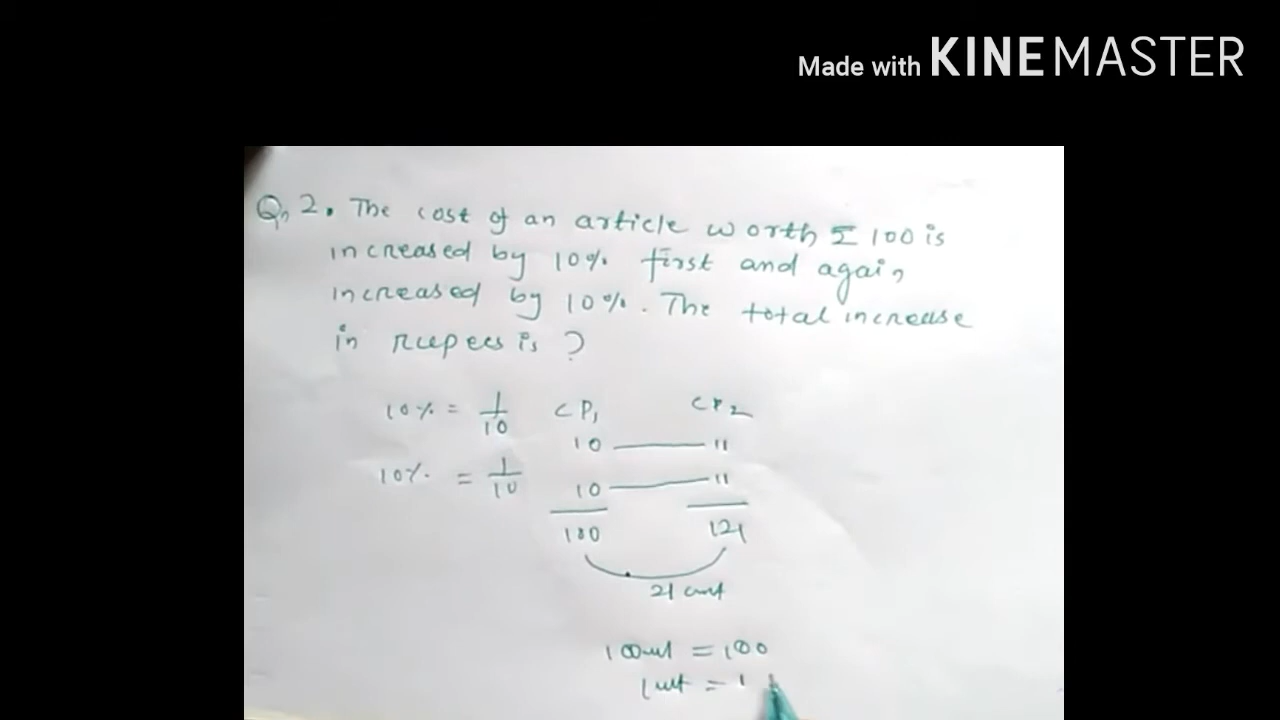 Made with KINEMASTER
Q, 2. The cost of an article worth ₹ 100 is
increased by 10% first and again
increased by 10%. The total increase
in rupees is ?
10% = 1/10 CP1 CP2
10 — 11
10% = 1/10 10 — 11
100 121
21 unit
100 unit = 100
1 unit = 1